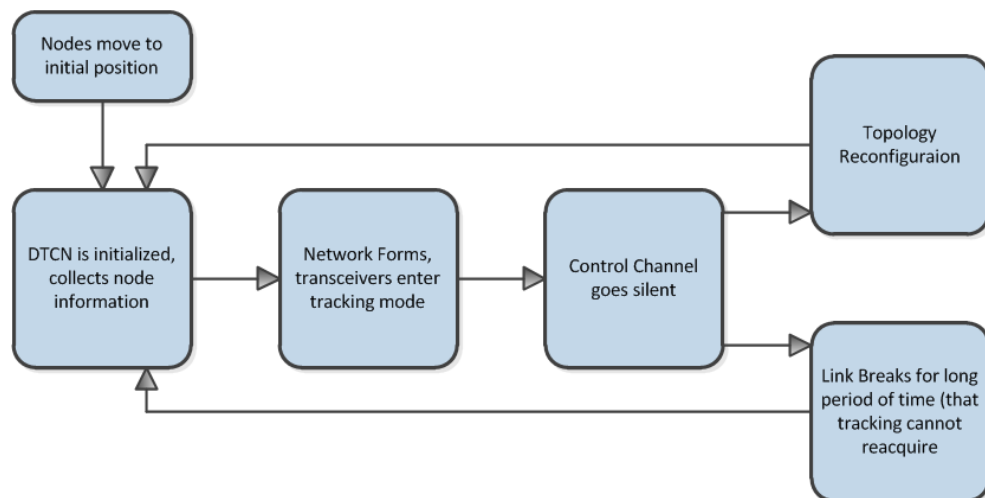 Nodes move to
initial position
Topology
Reconfiguraion
DTCN is initialized,
collects node
information
Network Forms,
transceivers enter
tracking mode
Control Channel
goes silent
Link Breaks for long
period of time (that
tracking cannot
reacquire